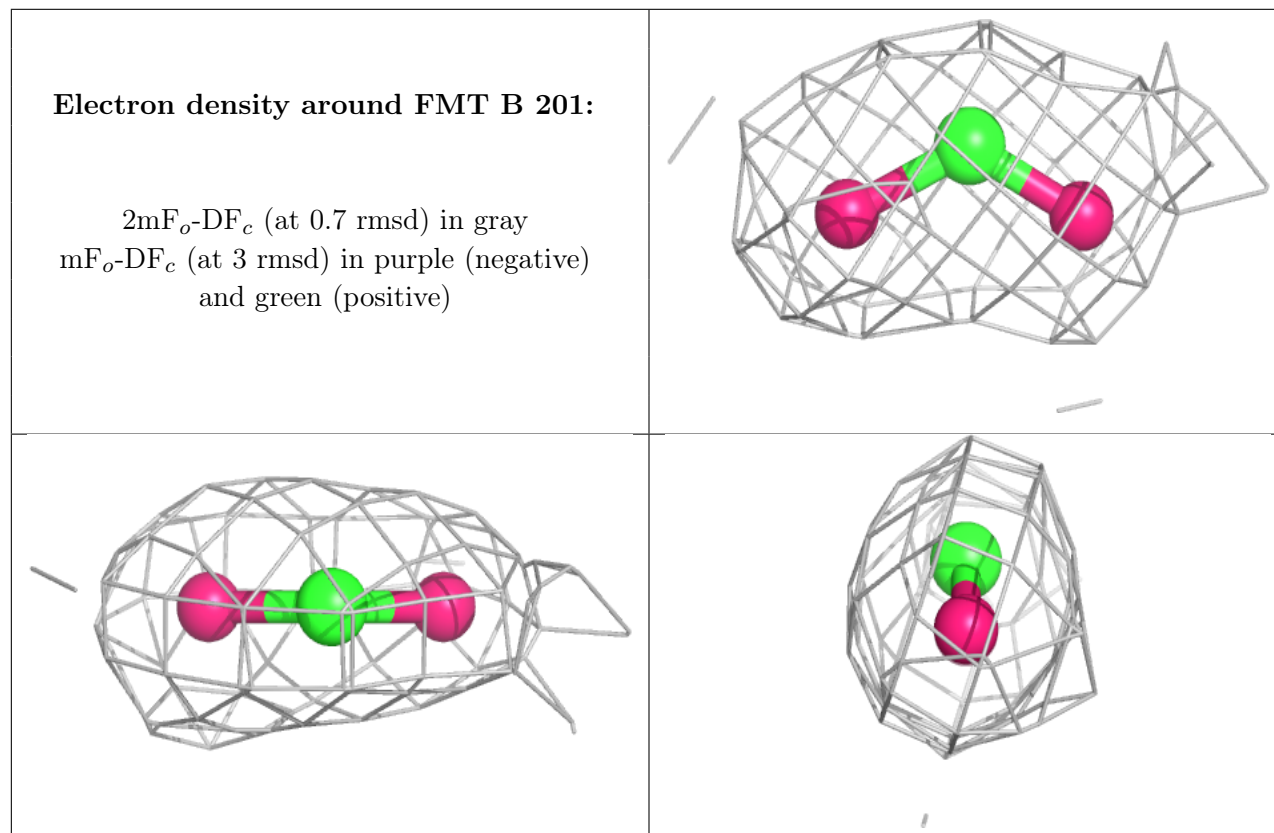 Electron density around FMT B 201:
2mFo-DFc (at 0.7 rmsd) in gray
mFo-DFc (at 3 rmsd) in purple (negative)
and green (positive)